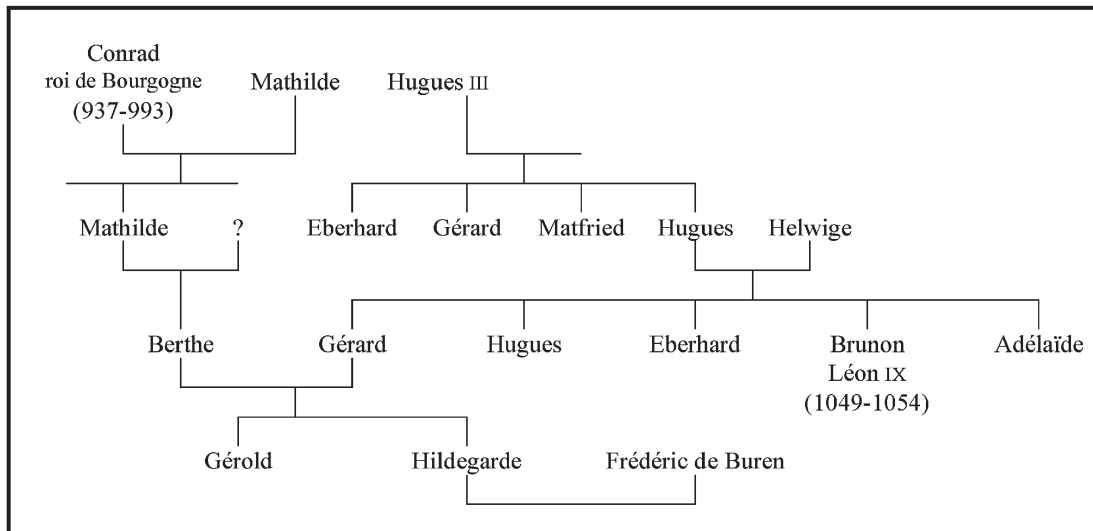 Conrad
roi de Bourgogne Mathilde Hugues III
(937-993)
Mathilde ? Eberhard Gérard Matfried Hugues Helwige
Berthe Gérard Hugues Eberhard Brunon Adélaïde
Léon IX
(1049-1054)
Gérold Hildegarde Frédéric de Buren